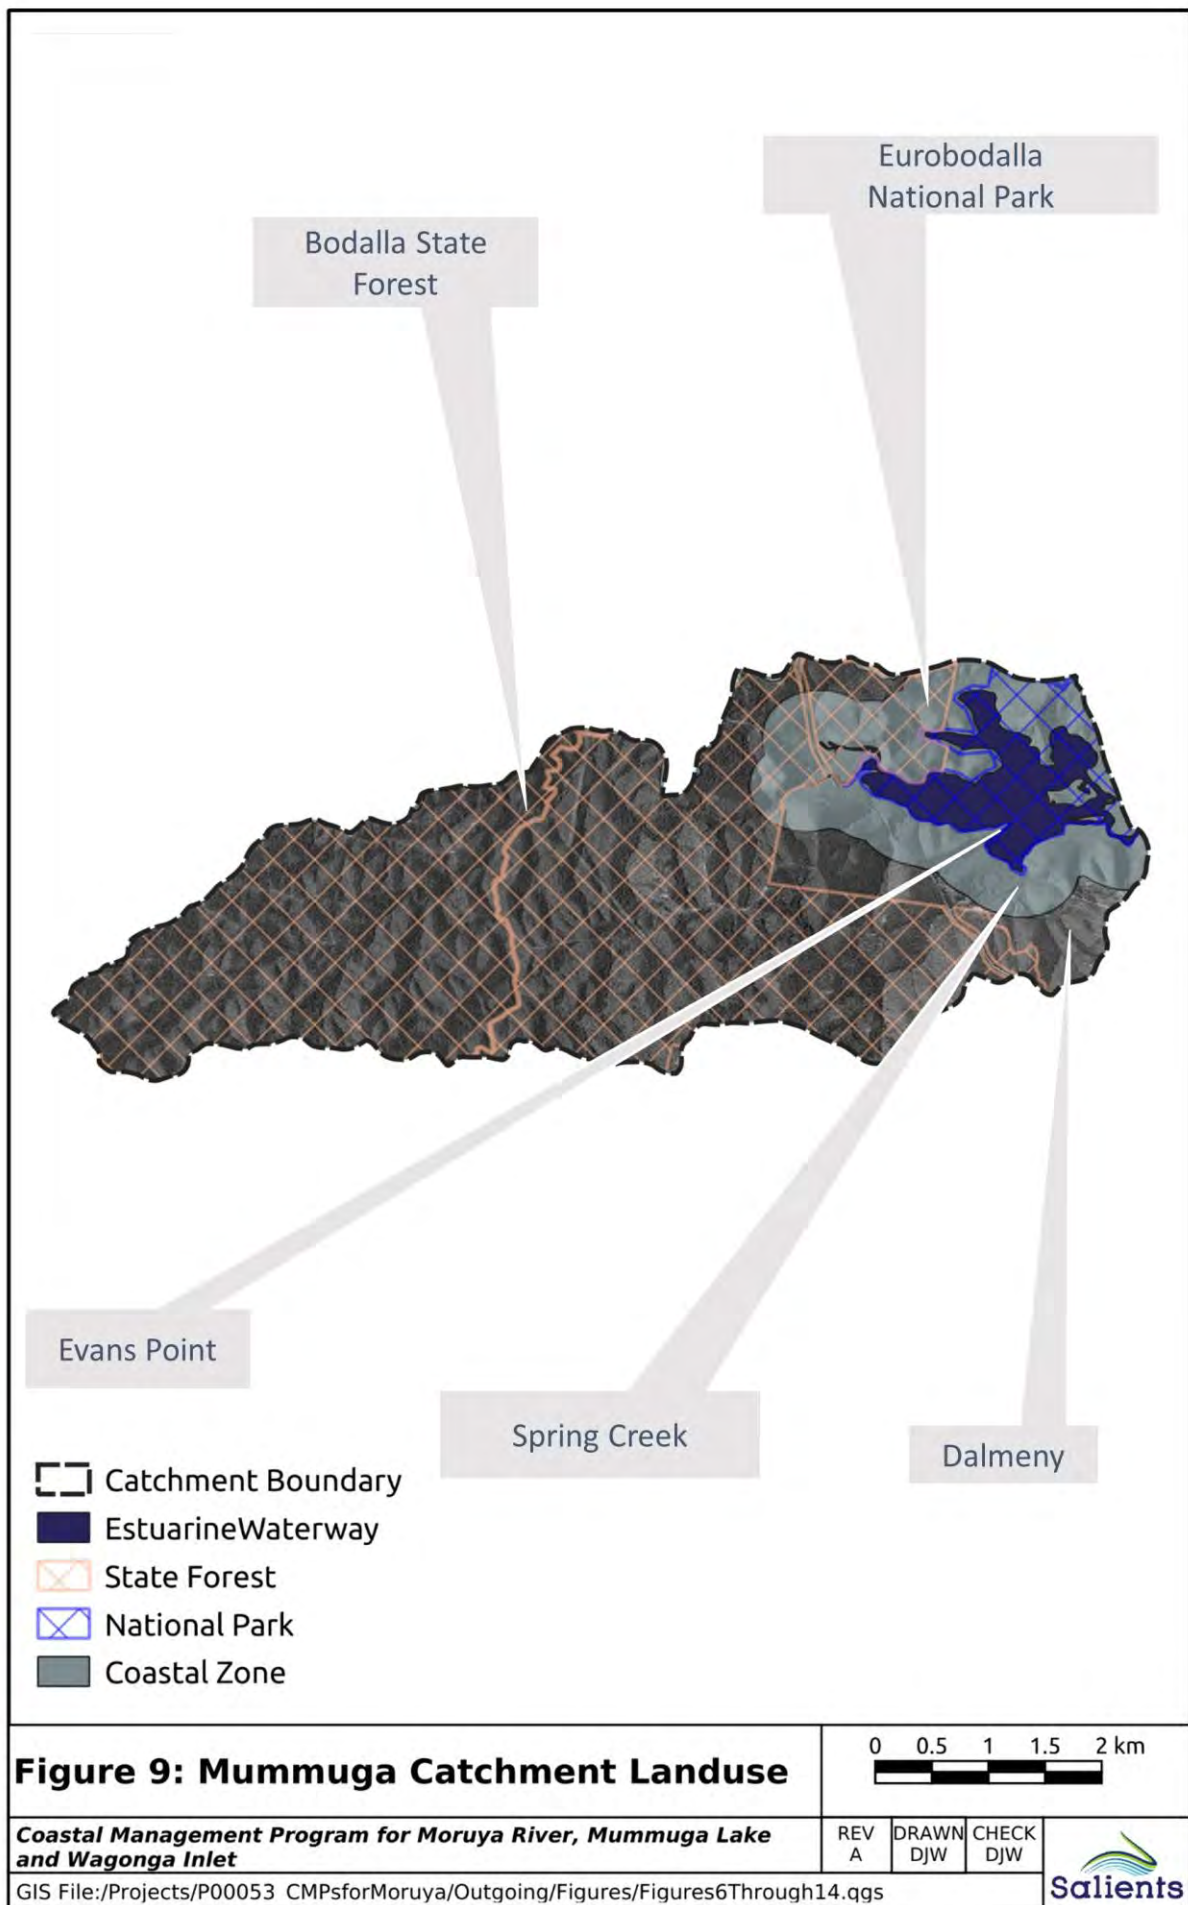 Eurobodalla
National Park
Bodalla State
Forest
Evans Point
Spring Creek
Dalmeny
Catchment Boundary
EstuarineWaterway
State Forest
National Park
Coastal Zone
Figure 9: Mummuga Catchment Landuse
0 0.5 1 1.5 2 km
Coastal Management Program for Moruya River, Mummuga Lake
and Wagonga Inlet
REV
A
DRAWN
DJW
CHECK
DJW
GIS File:/Projects/P00053_CMPsforMoruya/Outgoing/Figures/Figures6Through14.qgs
Salients